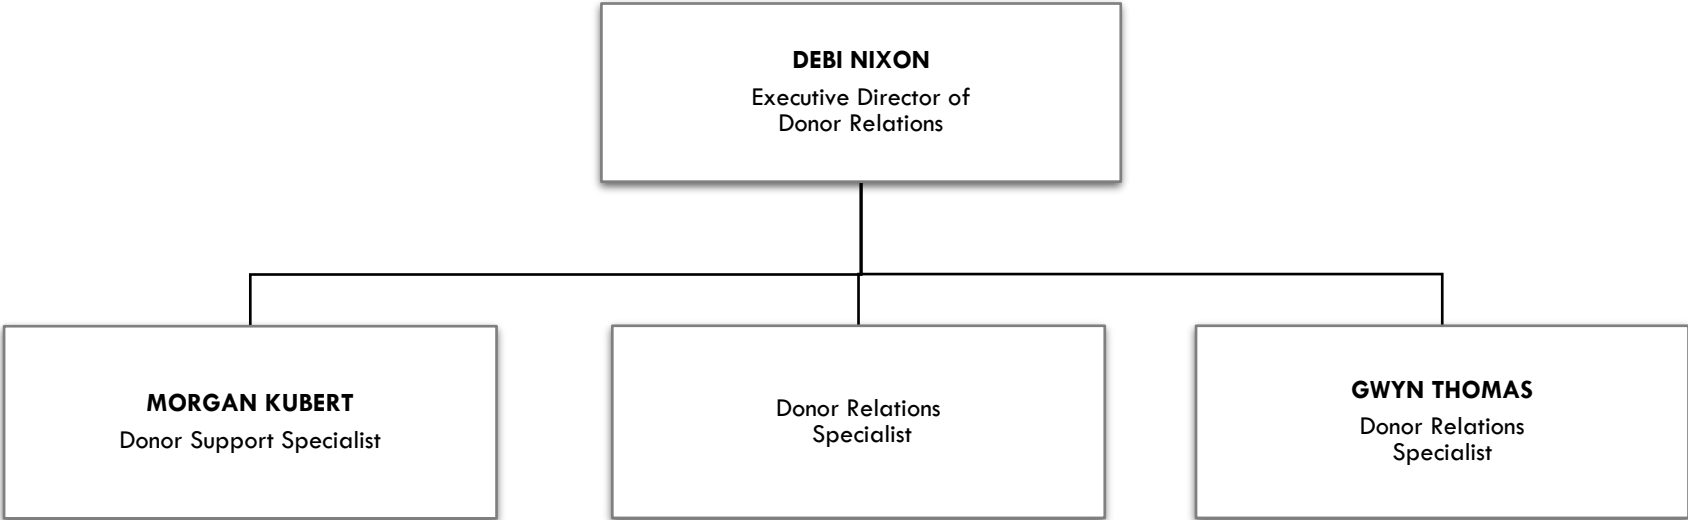 DEBI NIXON
Executive Director of
Donor Relations
MORGAN KUBERT
Donor Support Specialist
Donor Relations
Specialist
GWYN THOMAS
Donor Relations
Specialist